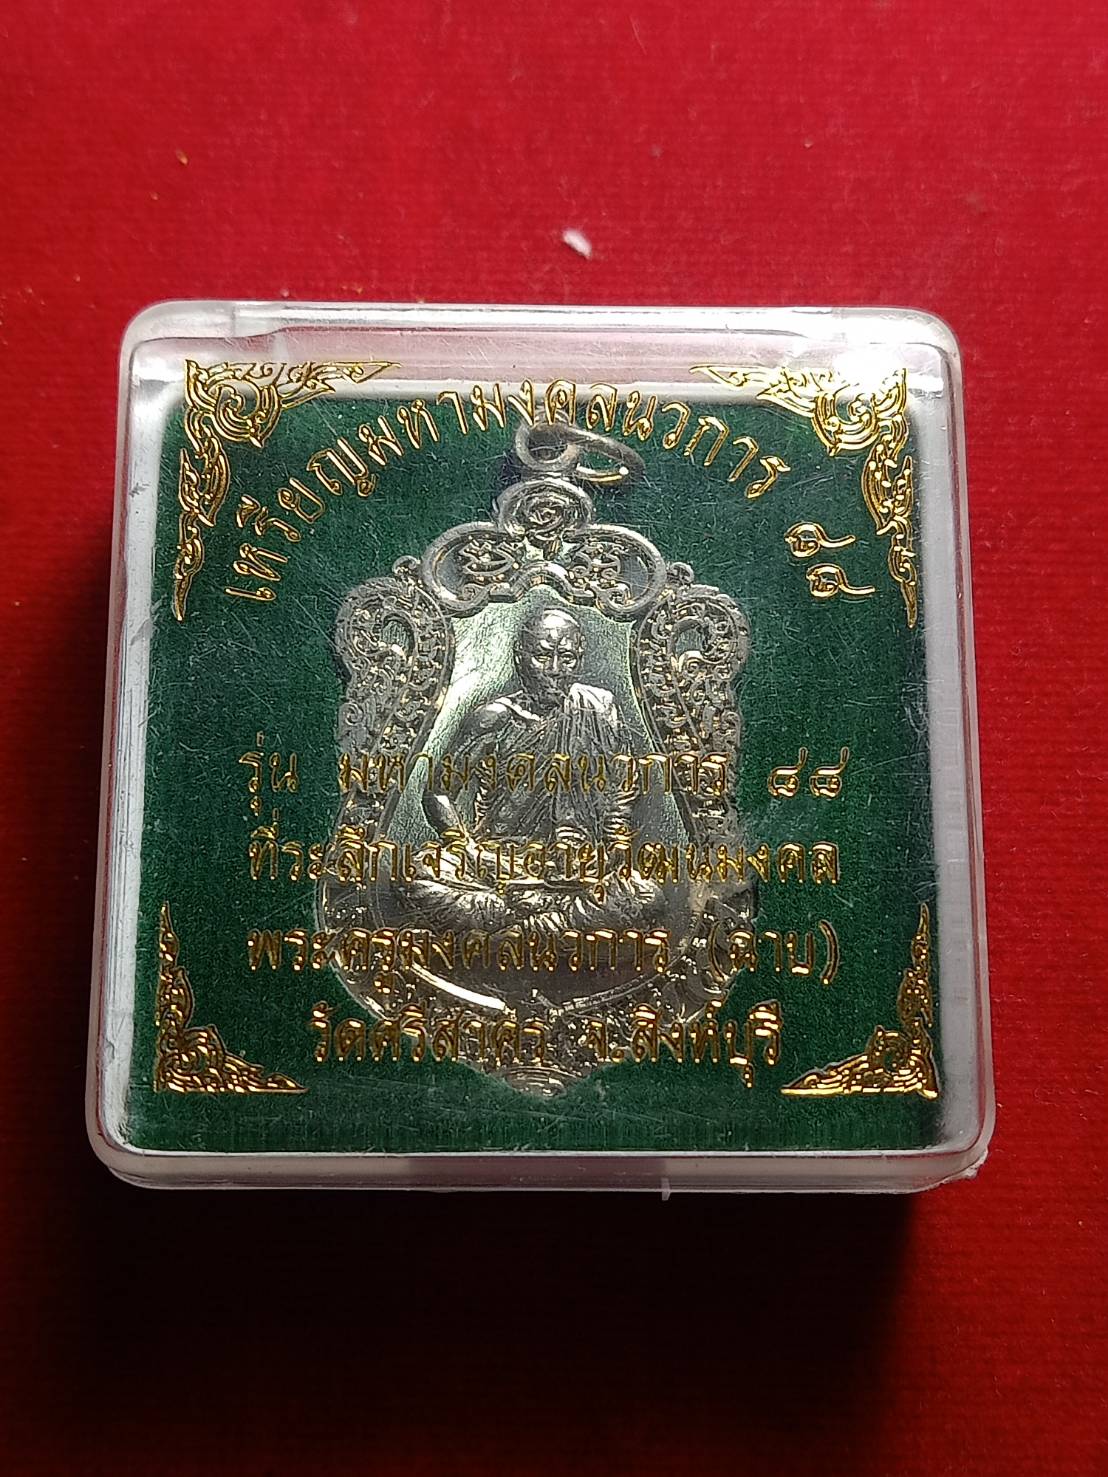 เหรียญมหามงคลนวการ ๘๘
รุ่น มหามงคลนวการ ๘๘
ที่ระลึกเจริญอายุวัฒนมงคล
พระครูมงคลนวการ (ฉาบ)
วัดศรีสาคร จ.สิงห์บุรี